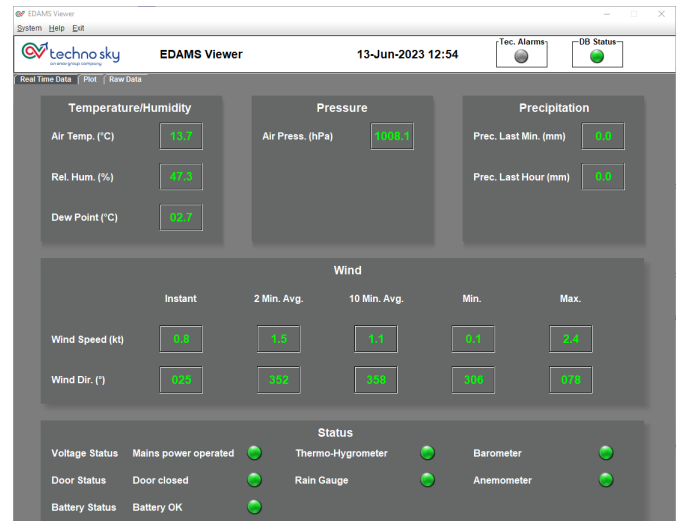 EDAMS Viewer
System Help Exit
technosky EDAMS Viewer 13-Jun-2023 12:54 Tec. Alarms DB Status
Real Time Data Plot Raw Data
Temperature/Humidity Pressure Precipitation
Air Temp. (°C) 13.7 Air Press. (hPa) 1008.1 Prec. Last Min. (mm) 0.0
Rel. Hum. (%) 47.3 Prec. Last Hour (mm) 0.0
Dew Point (°C) 02.7
Wind
Instant 2 Min. Avg. 10 Min. Avg. Min. Max.
Wind Speed (kt) 0.8 1.5 1.1 0.1 2.4
Wind Dir. (°) 025 352 358 306 078
Status
Voltage Status Mains power operated Thermo-Hygrometer Barometer
Door Status Door closed Rain Gauge Anemometer
Battery Status Battery OK